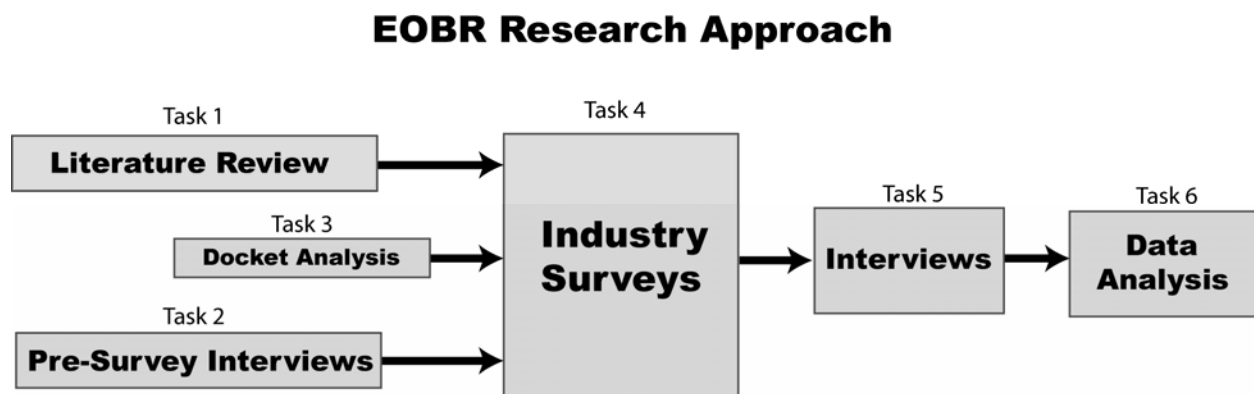 EOBR Research Approach
Task 1
Literature Review
Task 3
Docket Analysis
Task 2
Pre-Survey Interviews
Task 4
Industry
Surveys
Task 5
Interviews
Task 6
Data
Analysis